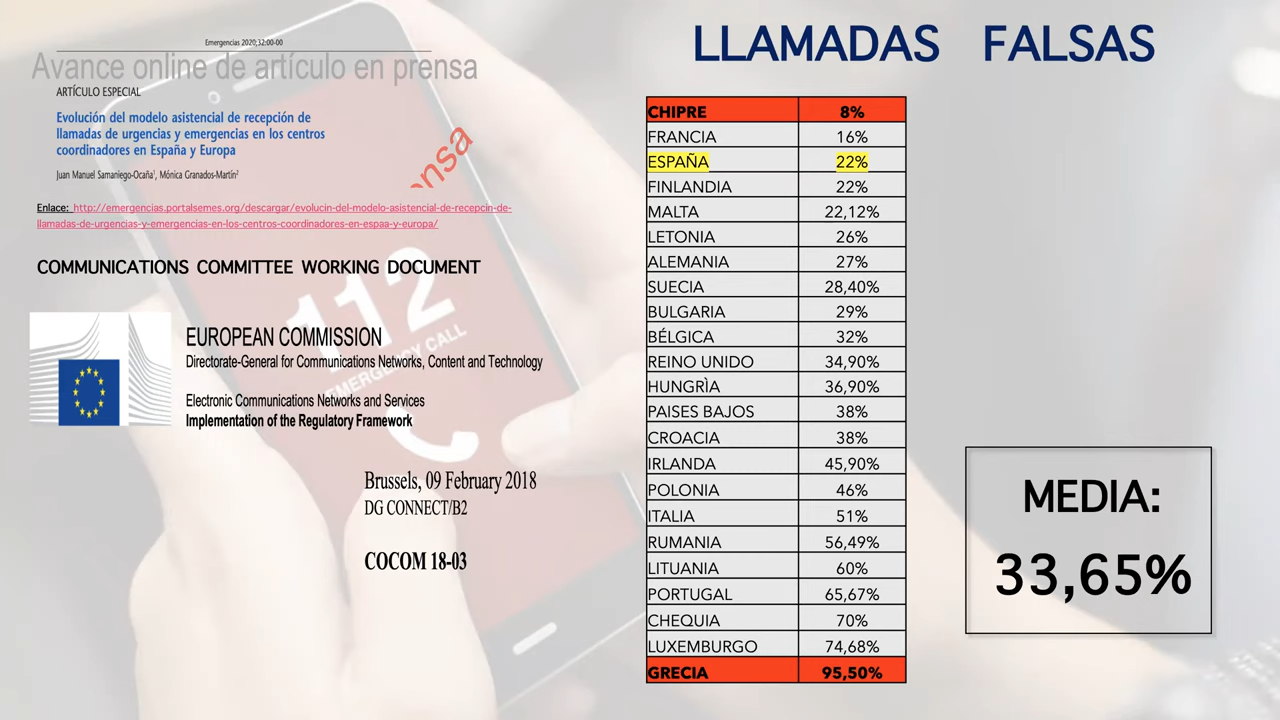 Emergencias 2020;32:00-00
Avance online de artículo en prensa
ARTÍCULO ESPECIAL
Evolución del modelo asistencial de recepción de
llamadas de urgencias y emergencias en los centros
coordinadores en España y Europa
Juan Manuel Samaniego-Ocaña¹, Mónica Granados-Martín²
nsa
Enlace: http://emergencias.portalsemes.org/descargar/evolucin-del-modelo-asistencial-de-recepcin-de-
llamadas-de-urgencias-y-emergencias-en-los-centros-coordinadores-en-espaa-y-europa/
COMMUNICATIONS COMMITTEE WORKING DOCUMENT
112
EMERGENCY CALL
EUROPEAN COMMISSION
Directorate-General for Communications Networks, Content and Technology
Electronic Communications Networks and Services
Implementation of the Regulatory Framework
Brussels, 09 February 2018
DG CONNECT/B2
COCOM 18-03
LLAMADAS FALSAS
CHIPRE 8%
FRANCIA 16%
ESPAÑA 22%
FINLANDIA 22%
MALTA 22,12%
LETONIA 26%
ALEMANIA 27%
SUECIA 28,40%
BULGARIA 29%
BÉLGICA 32%
REINO UNIDO 34,90%
HUNGRÌA 36,90%
PAISES BAJOS 38%
CROACIA 38%
IRLANDA 45,90%
POLONIA 46%
ITALIA 51%
RUMANIA 56,49%
LITUANIA 60%
PORTUGAL 65,67%
CHEQUIA 70%
LUXEMBURGO 74,68%
GRECIA 95,50%
MEDIA:
33,65%